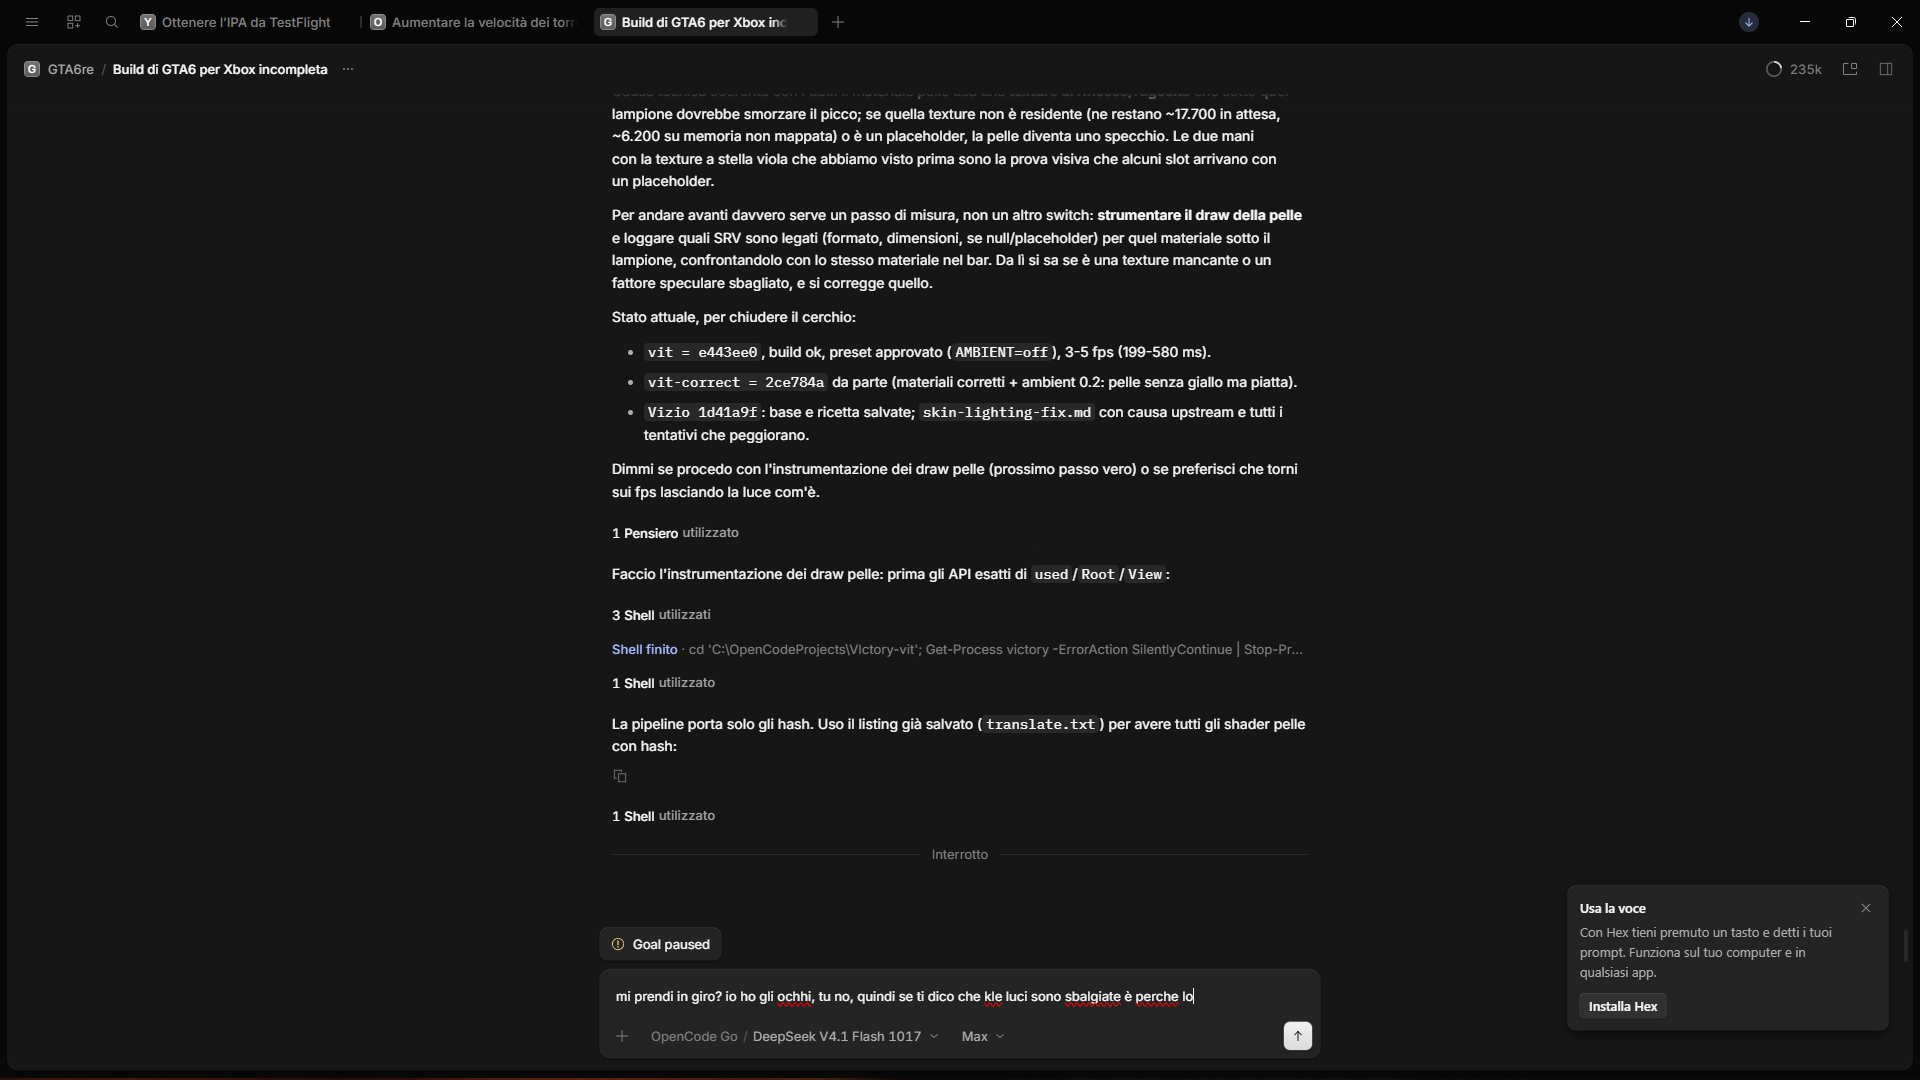 Y Ottenere l'IPA da TestFlight
O Aumentare la velocità dei torr
G Build di GTA6 per Xbox inc
G GTA6re / Build di GTA6 per Xbox incompleta ...
235k
lampione dovrebbe smorzare il picco; se quella texture non è residente (ne restano ~17.700 in attesa,
~6.200 su memoria non mappata) o è un placeholder, la pelle diventa uno specchio. Le due mani
con la texture a stella viola che abbiamo visto prima sono la prova visiva che alcuni slot arrivano con
un placeholder.
Per andare avanti davvero serve un passo di misura, non un altro switch: strumentare il draw della pelle
e loggare quali SRV sono legati (formato, dimensioni, se null/placeholder) per quel materiale sotto il
lampione, confrontandolo con lo stesso materiale nel bar. Da lì si sa se è una texture mancante o un
fattore speculare sbagliato, e si corregge quello.
Stato attuale, per chiudere il cerchio:
• vit = e443ee0, build ok, preset approvato (AMBIENT=off), 3-5 fps (199-580 ms).
• vit-correct = 2ce784a da parte (materiali corretti + ambient 0.2: pelle senza giallo ma piatta).
• Vizio 1d41a9f: base e ricetta salvate; skin-lighting-fix.md con causa upstream e tutti i
tentativi che peggiorano.
Dimmi se procedo con l'instrumentazione dei draw pelle (prossimo passo vero) o se preferisci che torni
sui fps lasciando la luce com'è.
1 Pensiero utilizzato
Faccio l'instrumentazione dei draw pelle: prima gli API esatti di used/Root/View:
3 Shell utilizzati
Shell finito · cd 'C:\OpenCodeProjects\VIctory-vit'; Get-Process victory -ErrorAction SilentlyContinue | Stop-Pr...
1 Shell utilizzato
La pipeline porta solo gli hash. Uso il listing già salvato (translate.txt) per avere tutti gli shader pelle
con hash:
1 Shell utilizzato
Interrotto
Goal paused
mi prendi in giro? io ho gli ochhi, tu no, quindi se ti dico che kle luci sono sbalgiate è perche lo
OpenCode Go / DeepSeek V4.1 Flash 1017
Max
Usa la voce
Con Hex tieni premuto un tasto e detti i tuoi
prompt. Funziona sul tuo computer e in
qualsiasi app.
Installa Hex